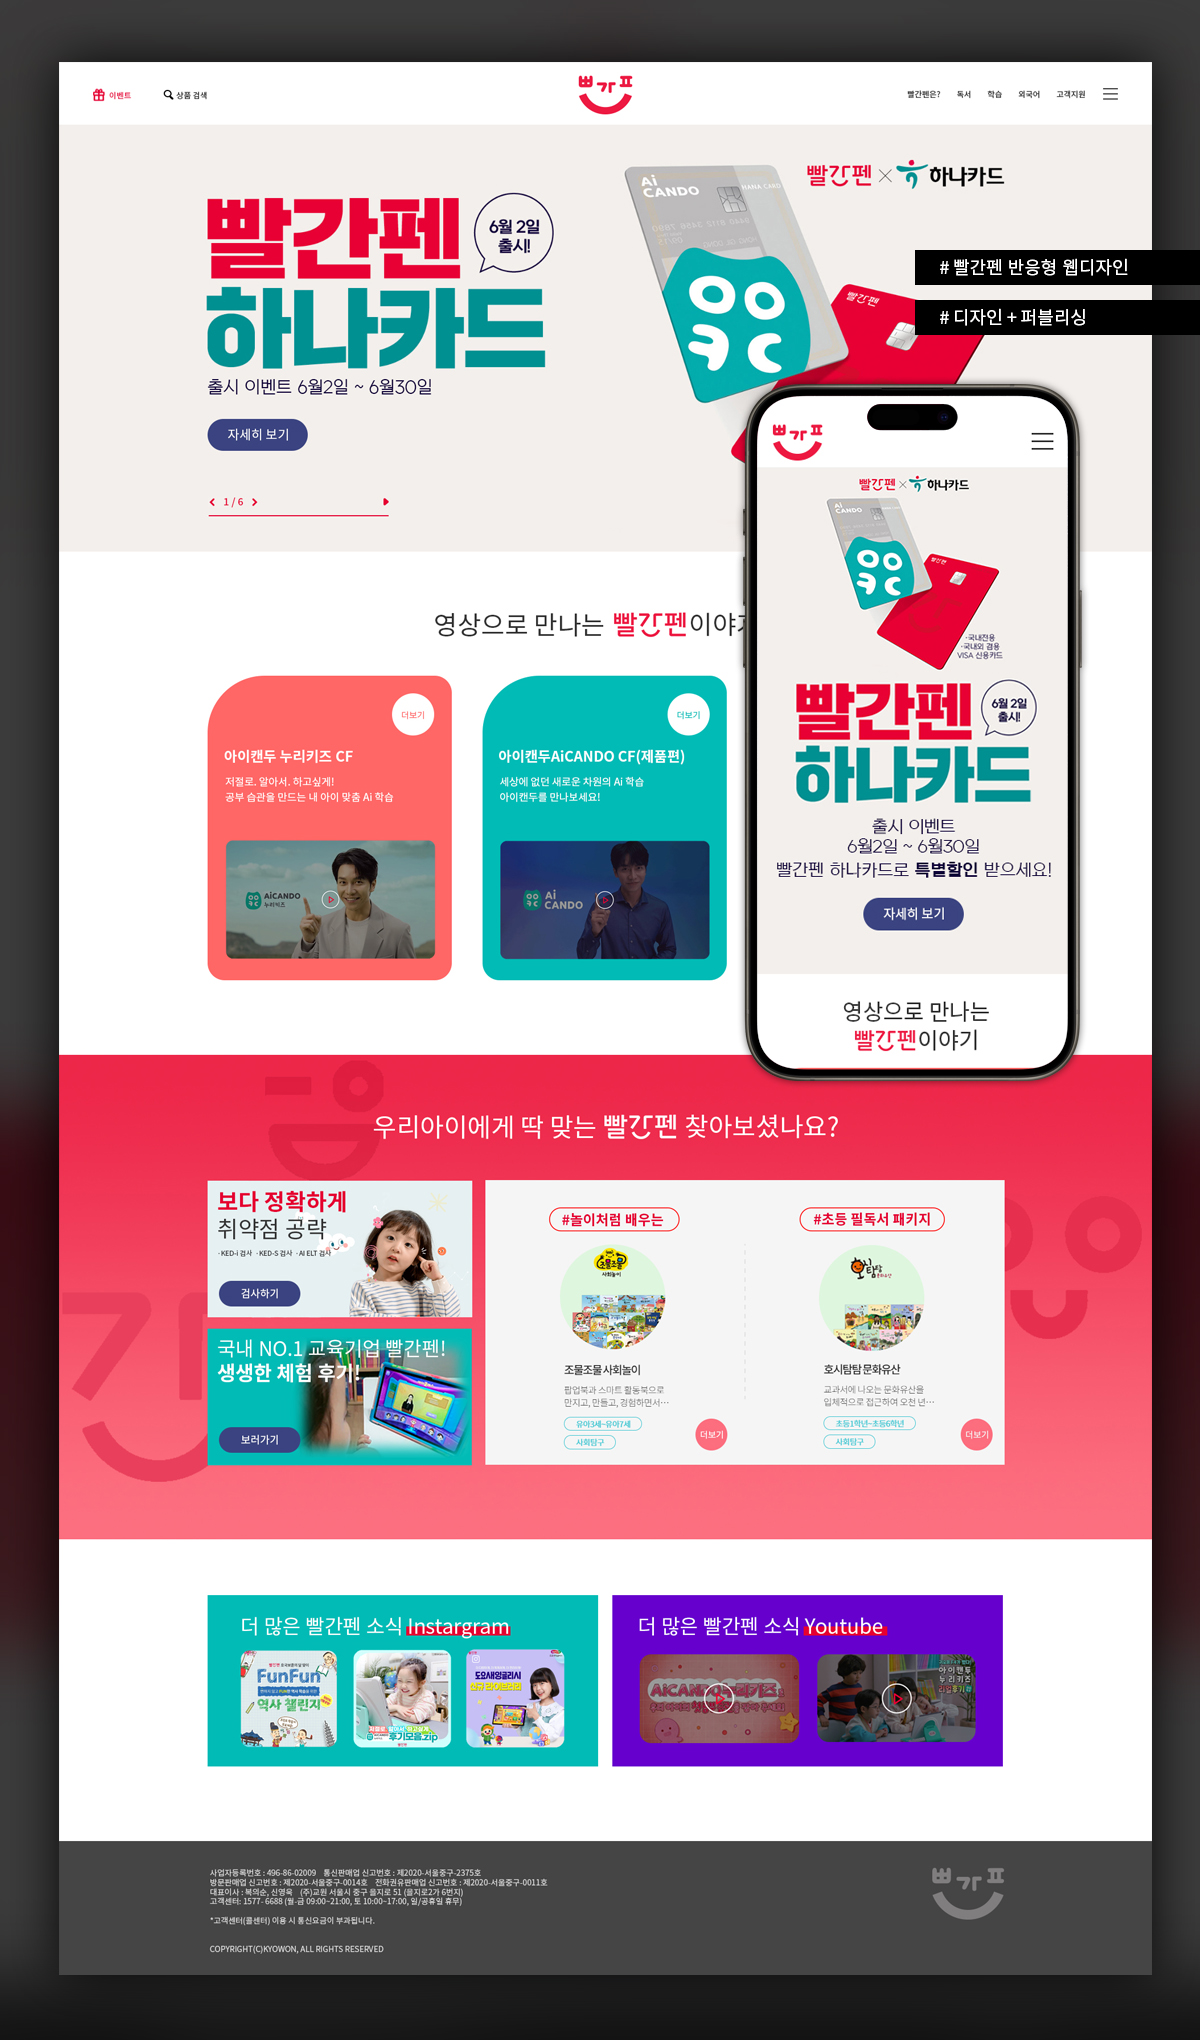 이벤트
상품 검색
빨간펜은?
독서
학습
외국어
고객지원
빨간펜 × 하나카드
Ai
CANDO
HANA CARD
빨간펜
하나카드
6월 2일
출시!
출시 이벤트 6월2일 ~ 6월30일
자세히 보기
1 / 6
빨간펜
# 빨간펜 반응형 웹디자인
# 디자인 + 퍼블리싱
빨간펜 × 하나카드
Ai
CANDO
빨간펜
·국내전용
·국내외 겸용
VISA 신용카드
빨간펜
하나카드
6월 2일
출시!
출시 이벤트
6월2일 ~ 6월30일
빨간펜 하나카드로 특별할인 받으세요!
자세히 보기
영상으로 만나는
빨간펜이야기
영상으로 만나는 빨간펜이야
더보기
아이캔두 누리키즈 CF
저절로. 알아서. 하고싶게!
공부 습관을 만드는 내 아이 맞춤 Ai 학습
AiCANDO
누리키즈
더보기
아이캔두AiCANDO CF(제품편)
세상에 없던 새로운 차원의 Ai 학습
아이캔두를 만나보세요!
Ai
CANDO
우리아이에게 딱 맞는 빨간펜 찾아보셨나요?
보다 정확하게
취약점 공략
·KED-i 검사 ·KED-S 검사 ·AI ELT 검사
검사하기
국내 NO.1 교육기업 빨간펜!
생생한 체험 후기!
보러가기
#놀이처럼 배우는
조물조물
사회놀이
조물조물 사회놀이
팝업북과 스마트 활동북으로
만지고, 만들고, 경험하면서…
유아3세~유아7세
사회탐구
더보기
#초등 필독서 패키지
호시탐탐
문화유산
호시탐탐 문화유산
교과서에 나오는 문화유산을
입체적으로 접근하여 오천 년…
초등1학년~초등6학년
사회탐구
더보기
더 많은 빨간펜 소식 Instargram
FunFun
역사 챌린지
후기모음.zip
도요새잉글리시
신규 라이브러리
더 많은 빨간펜 소식 Youtube
AiCANDO 누리키즈
아이캔두
누리키즈
리얼후기
사업자등록번호 : 496-86-02009 통신판매업 신고번호 : 제2020-서울중구-2375호
방문판매업 신고번호 : 제2020-서울중구-0014호 전화권유판매업 신고번호 : 제2020-서울중구-0011호
대표이사 : 복의순, 신영욱 (주)교원 서울시 중구 을지로 51 (을지로2가 6번지)
고객센터: 1577- 6688 (월-금 09:00~21:00, 토 10:00~17:00, 일/공휴일 휴무)
*고객센터(콜센터) 이용 시 통신요금이 부과됩니다.
COPYRIGHT(C)KYOWON, ALL RIGHTS RESERVED